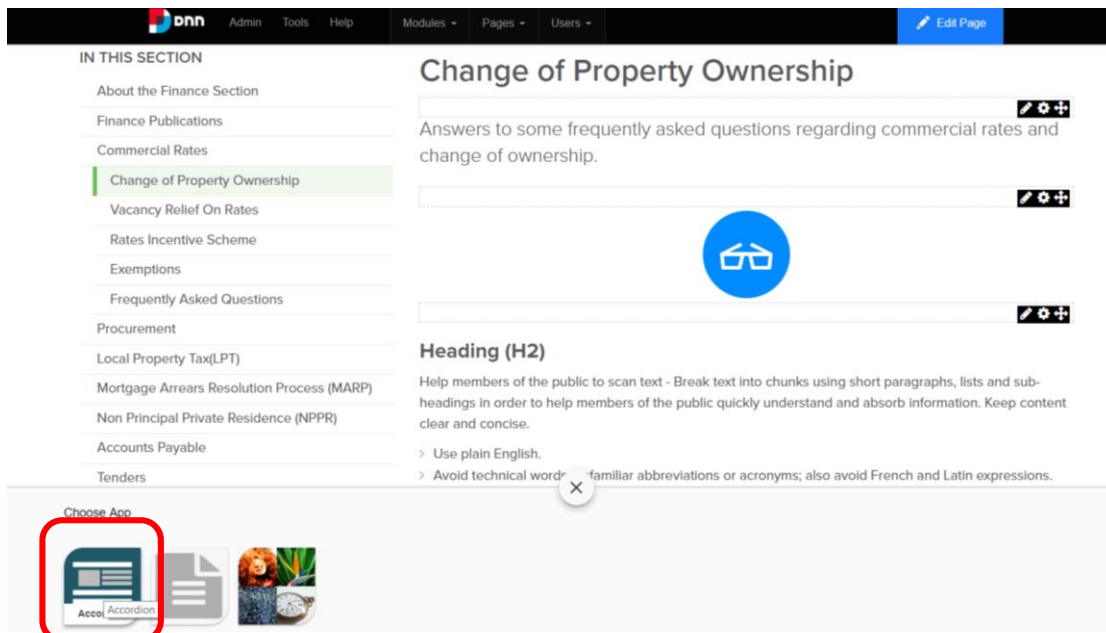 DNN Admin Tools Help Modules Pages Users Edit Page
IN THIS SECTION
About the Finance Section
Finance Publications
Commercial Rates
Change of Property Ownership
Vacancy Relief On Rates
Rates Incentive Scheme
Exemptions
Frequently Asked Questions
Procurement
Local Property Tax(LPT)
Mortgage Arrears Resolution Process (MARP)
Non Principal Private Residence (NPPR)
Accounts Payable
Tenders
Change of Property Ownership
Answers to some frequently asked questions regarding commercial rates and
change of ownership.
Heading (H2)
Help members of the public to scan text - Break text into chunks using short paragraphs, lists and sub-
headings in order to help members of the public quickly understand and absorb information. Keep content
clear and concise.
Use plain English.
Avoid technical familiar abbreviations or acronyms; also avoid French and Latin expressions.
Choose App
Accordion